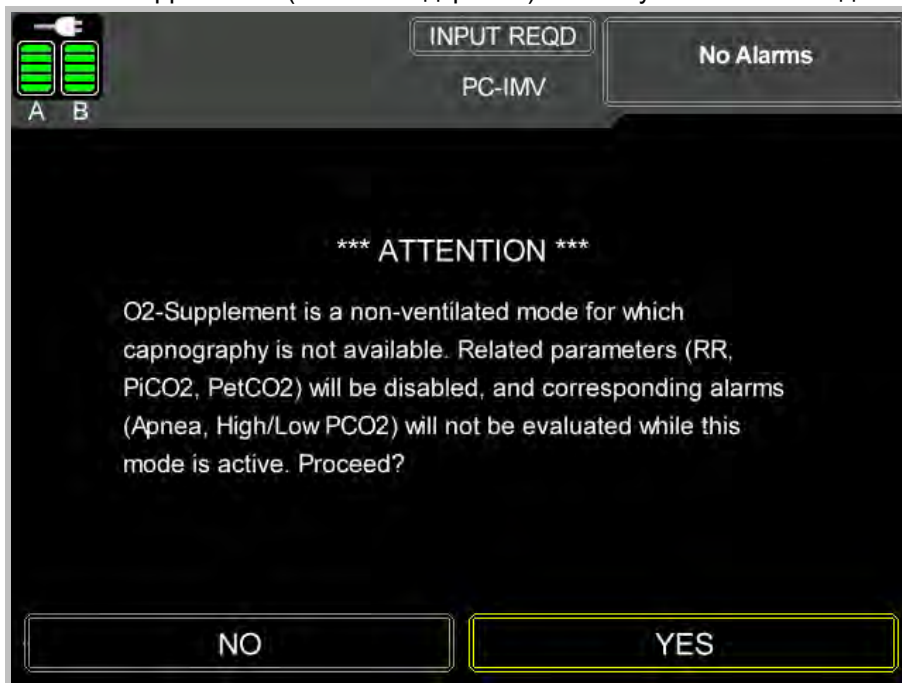 INPUT REQD
No Alarms
PC-IMV
A B
*** ATTENTION ***
O2-Supplement is a non-ventilated mode for which
capnography is not available. Related parameters (RR,
PiCO2, PetCO2) will be disabled, and corresponding alarms
(Apnea, High/Low PCO2) will not be evaluated while this
mode is active. Proceed?
NO
YES